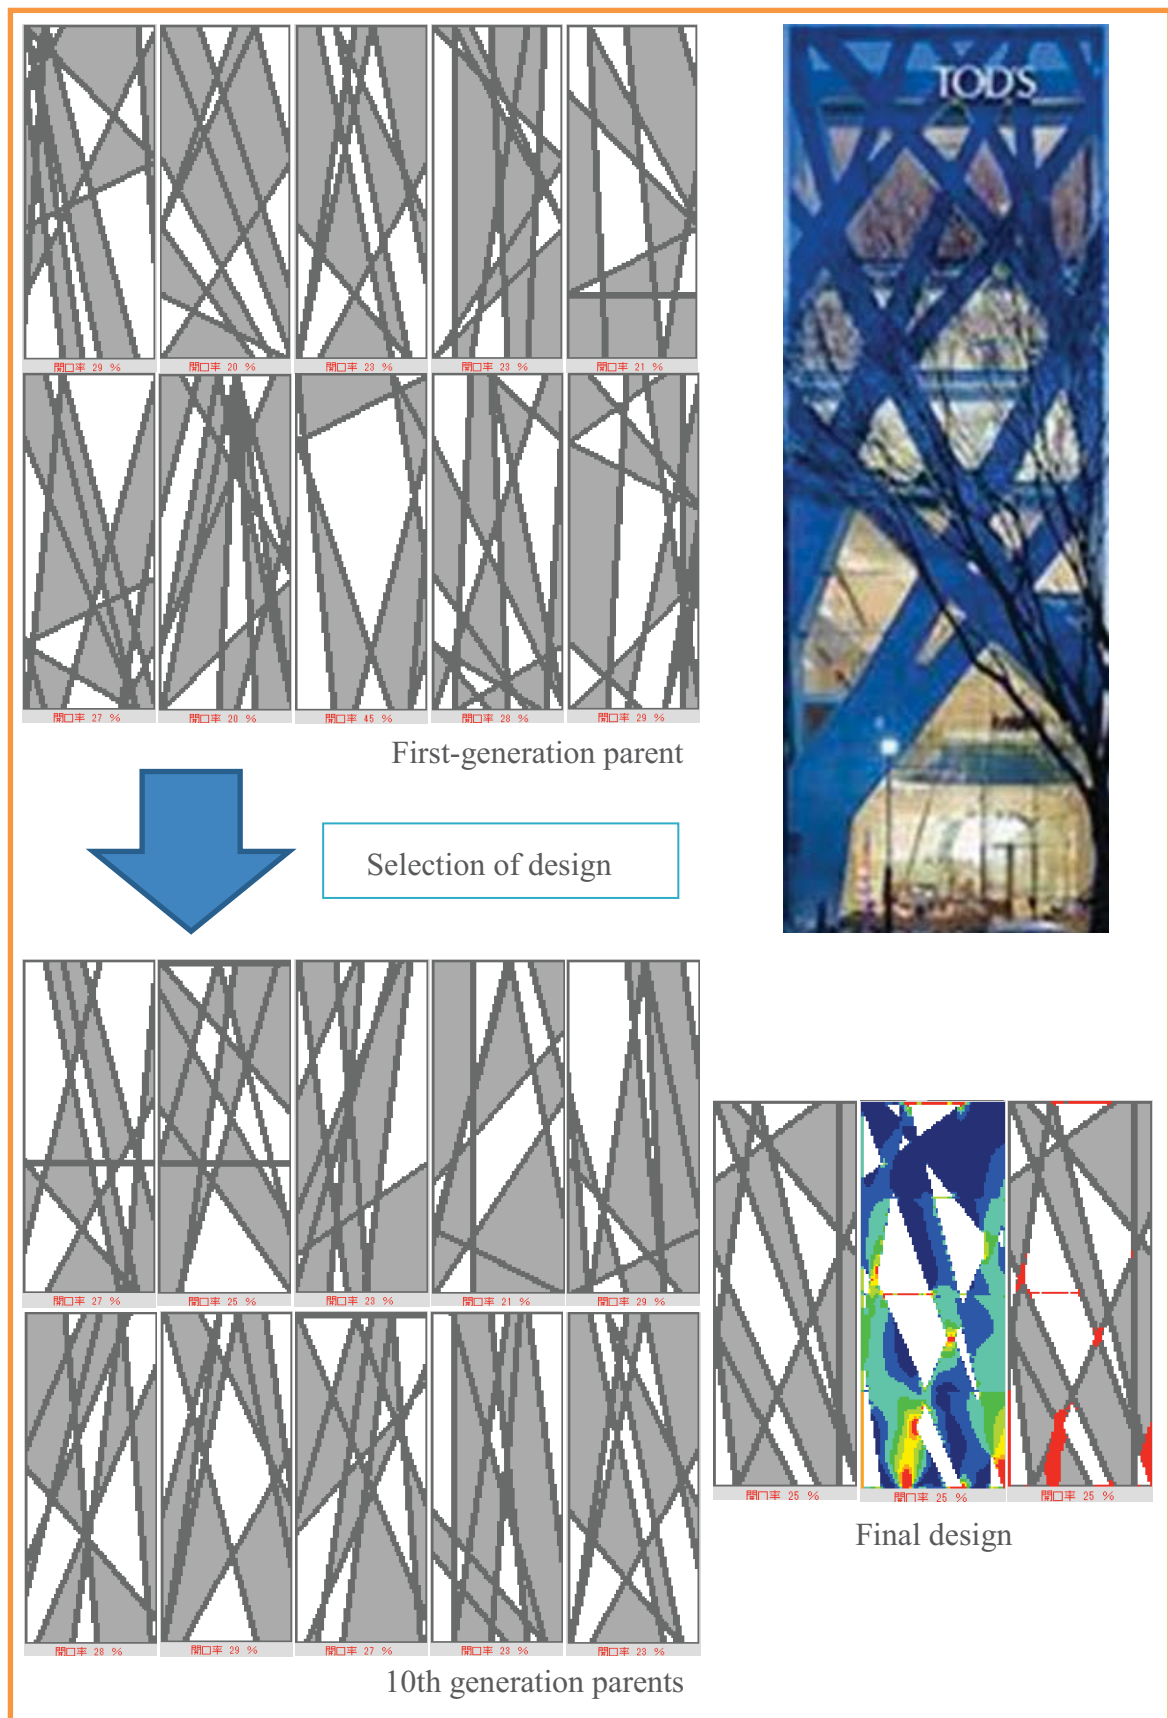 TOD'S
開口率 29 %
開口率 20 %
開口率 23 %
開口率 23 %
開口率 21 %
開口率 27 %
開口率 20 %
開口率 45 %
開口率 28 %
開口率 29 %
First-generation parent
Selection of design
開口率 27 %
開口率 25 %
開口率 23 %
開口率 21 %
開口率 29 %
開口率 28 %
開口率 29 %
開口率 27 %
開口率 23 %
開口率 23 %
10th generation parents
開口率 25 %
開口率 25 %
開口率 25 %
Final design